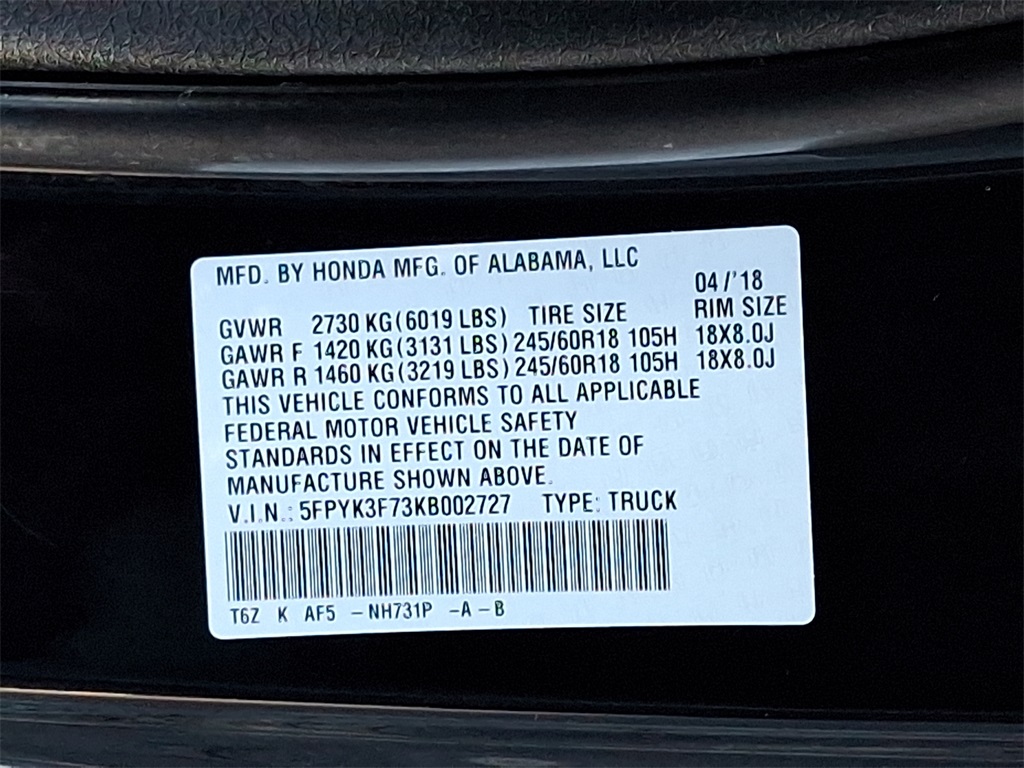 MFD. BY HONDA MFG. OF ALABAMA, LLC
04/'18
GVWR 2730 KG(6019 LBS) TIRE SIZE RIM SIZE
GAWR F 1420 KG(3131 LBS) 245/60R18 105H 18X8.0J
GAWR R 1460 KG(3219 LBS) 245/60R18 105H 18X8.0J
THIS VEHICLE CONFORMS TO ALL APPLICABLE
FEDERAL MOTOR VEHICLE SAFETY
STANDARDS IN EFFECT ON THE DATE OF
MANUFACTURE SHOWN ABOVE.
V.I.N.: 5FPYK3F73KB002727 TYPE: TRUCK
T6Z K AF5 -NH731P -A-B